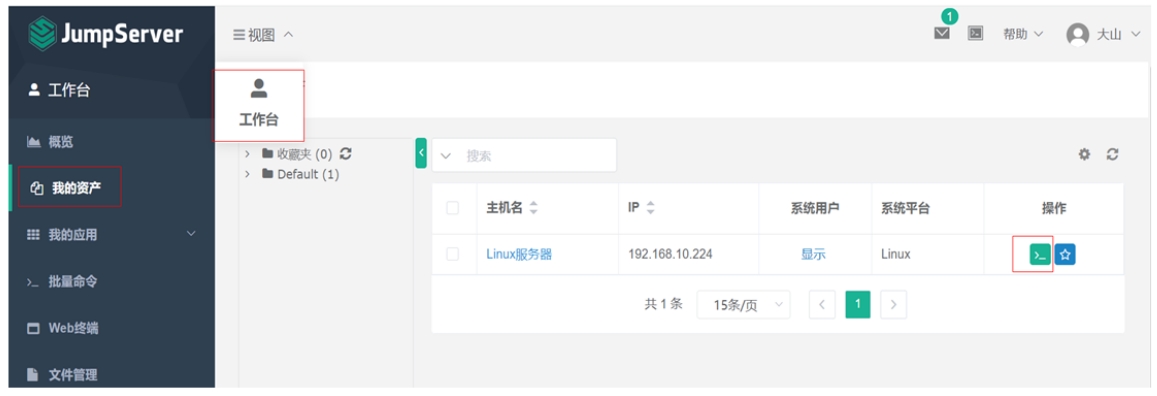 JumpServer
视图
1
帮助
大山
工作台
工作台
概览
我的资产
我的应用
批量命令
Web终端
文件管理
收藏夹 (0)
Default (1)
搜索
主机名 IP 系统用户 系统平台 操作
Linux服务器 192.168.10.224 显示 Linux
共 1 条 15条/页 1